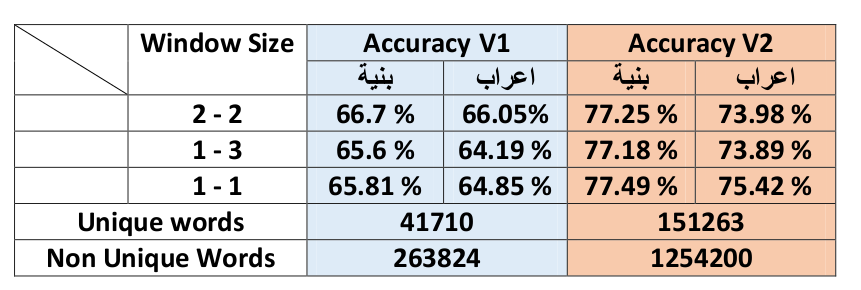 Window Size Accuracy V1 Accuracy V2
بنية اعراب بنية اعراب
2 - 2 66.7 % 66.05% 77.25 % 73.98 %
1 - 3 65.6 % 64.19 % 77.18 % 73.89 %
1 - 1 65.81 % 64.85 % 77.49 % 75.42 %
Unique words 41710 151263
Non Unique Words 263824 1254200